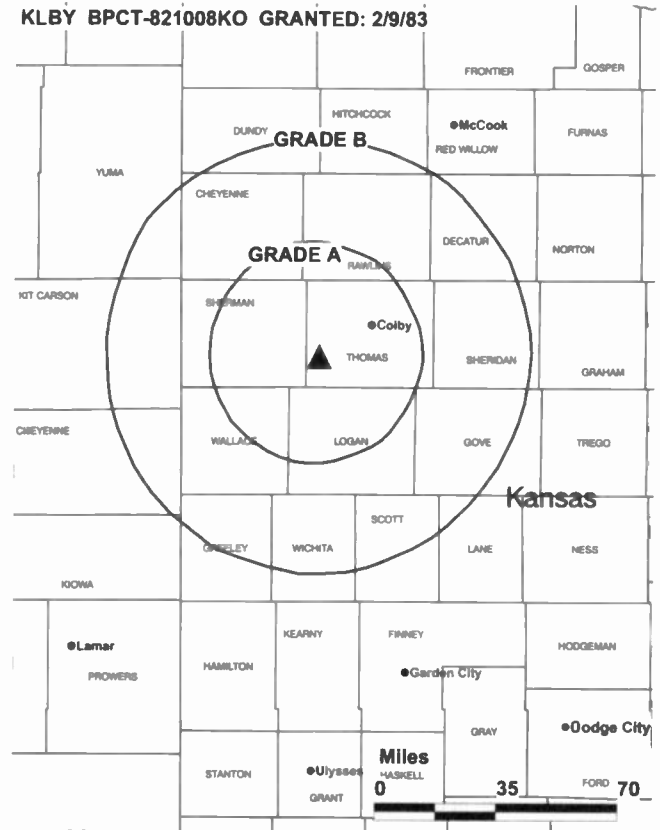 KLBY BPCT-821008KO GRANTED: 2/9/83
FRONTIER
GOSPER
HITCHCOCK
McCook
DUNDY
FURNAS
GRADE B
RED WILLOW
YUMA
CHEYENNE
DECATUR
NORTON
GRADE A
RAWLINS
KIT CARSON
SHERMAN
Colby
THOMAS
SHERIDAN
GRAHAM
CHEYENNE
WALLACE
LOGAN
GOVE
TREGO
Kansas
SCOTT
GREELEY
WICHITA
LANE
NESS
KIOWA
KEARNY
FINNEY
Lamar
HODGEMAN
PROWERS
HAMILTON
Garden City
GRAY
Dodge City
Miles
STANTON
Ulysses
HASKELL
0 35 70
FORD
GRANT